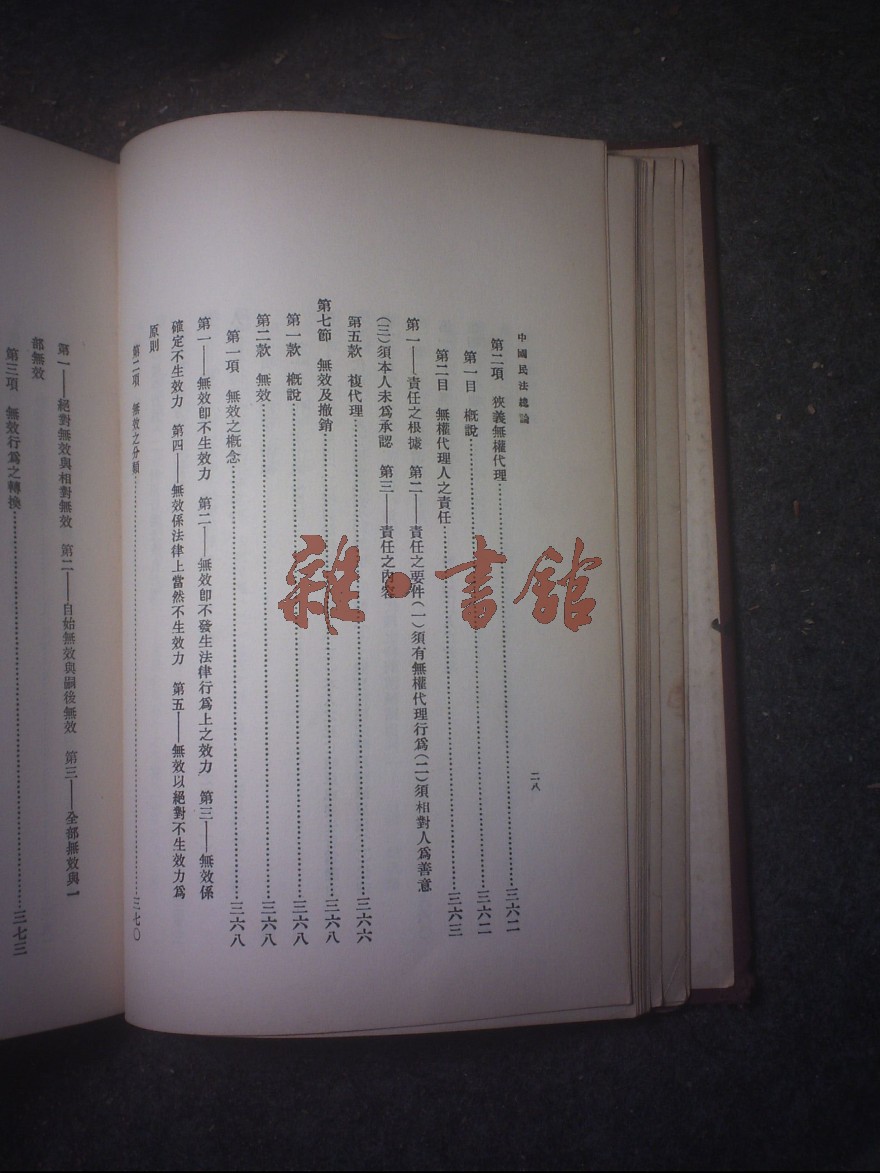 中國民法總論
二八
第二項　狹義無權代理……三六二
第一目　概說……三六二
第二目　無權代理人之責任……三六三
第一——責任之根據　第二——責任之要件(一)須有無權代理行爲(二)須相對人爲善意
(三)須本人未爲承認　第三——責任之內容
第五款　複代理……三六六
第七節　無效及撤銷……三六八
第一款　概說……三六八
第二款　無效……三六八
第一項　無效之概念……三六八
第一——無效卽不生效力　第二——無效卽不發生法律行爲上之效力　第三——無效係
確定不生效力　第四——無效係法律上當然不生效力　第五——無效以絕對不生效力爲
原則
第二項　無效之分類……三七〇
第一——絕對無效與相對無效　第二——自始無效與嗣後無效　第三——全部無效與一
部無效
第三項　無效行爲之轉換……三七三
雜·書館